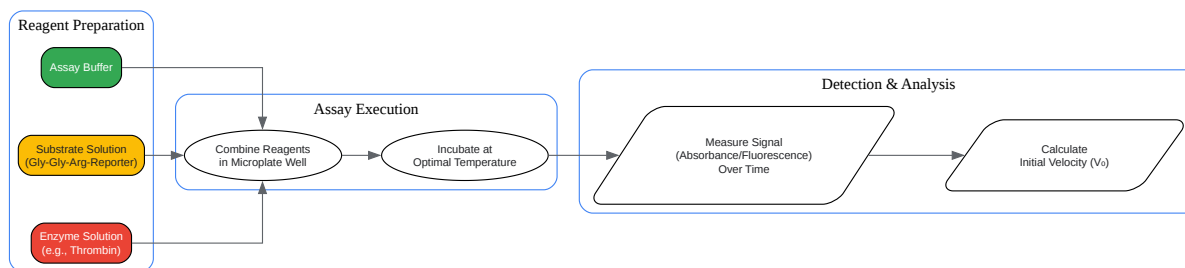 Reagent Preparation
Assay Buffer
Substrate Solution
(Gly-Gly-Arg-Reporter)
Enzyme Solution
(e.g., Thrombin)
Assay Execution
Combine Reagents
in Microplate Well
Incubate at
Optimal Temperature
Detection & Analysis
Measure Signal
(Absorbance/Fluorescence)
Over Time
Calculate
Initial Velocity (V₀)